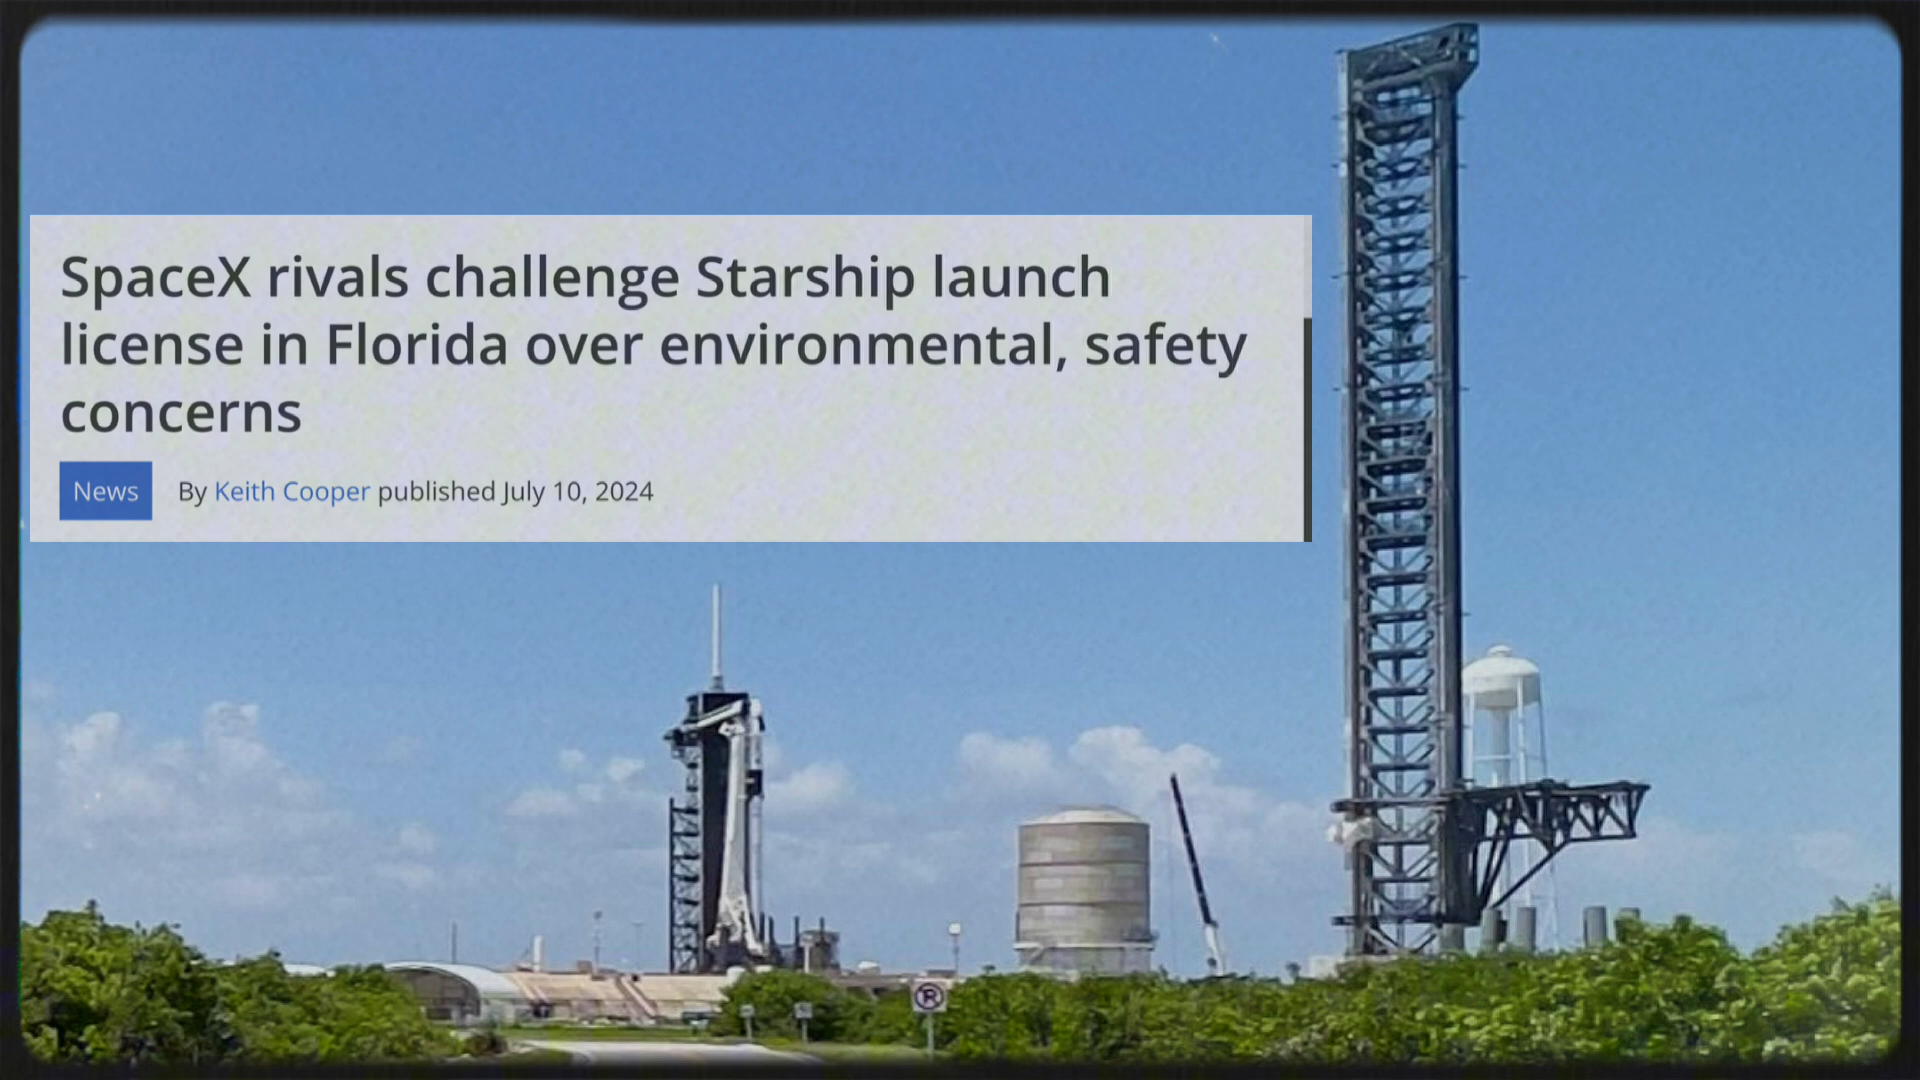 SpaceX rivals challenge Starship launch
license in Florida over environmental, safety
concerns
News By Keith Cooper published July 10, 2024